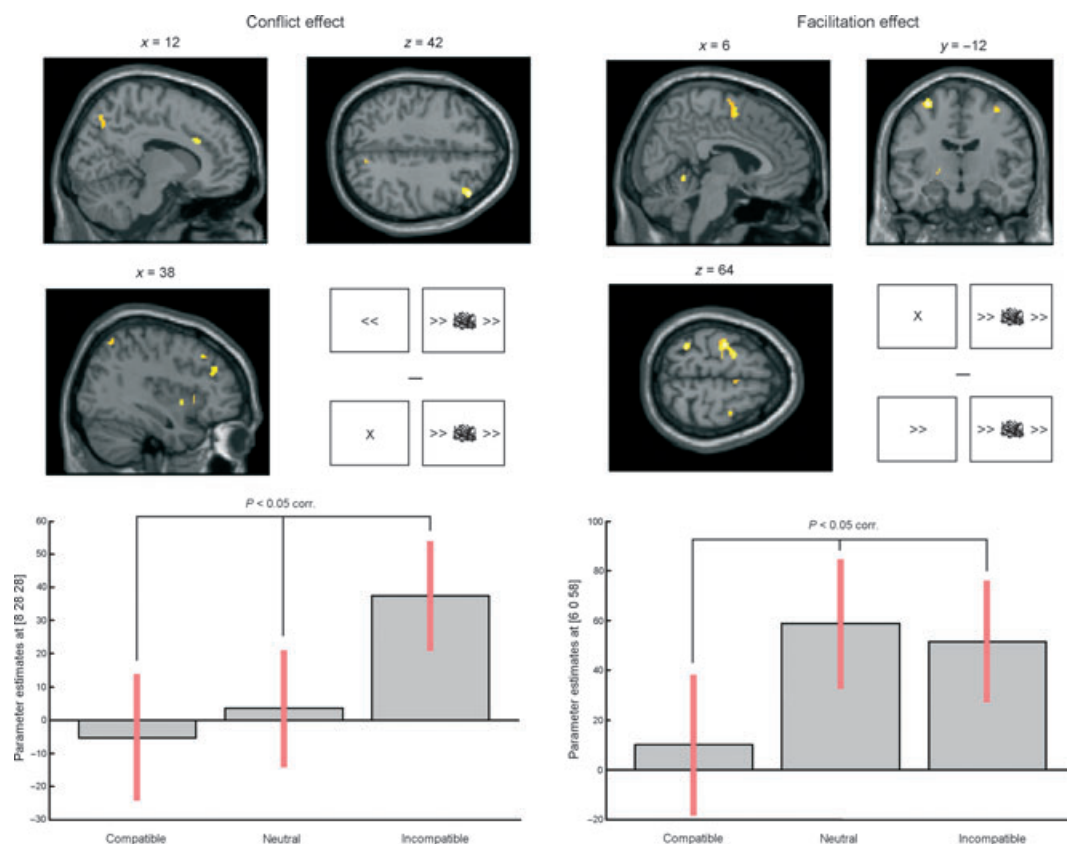 Conflict effect
x = 12
z = 42
x = 38
<<
>> >>
—
X
>> >>
P < 0.05 corr.
Parameter estimates at [8 28 28]
60
50
40
30
20
10
0
–10
–20
–30
Compatible Neutral Incompatible
Facilitation effect
x = 6
y = –12
z = 64
X
>> >>
—
>>
>> >>
P < 0.05 corr.
Parameter estimates at [6 0 58]
100
80
60
40
20
0
–20
Compatible Neutral Incompatible